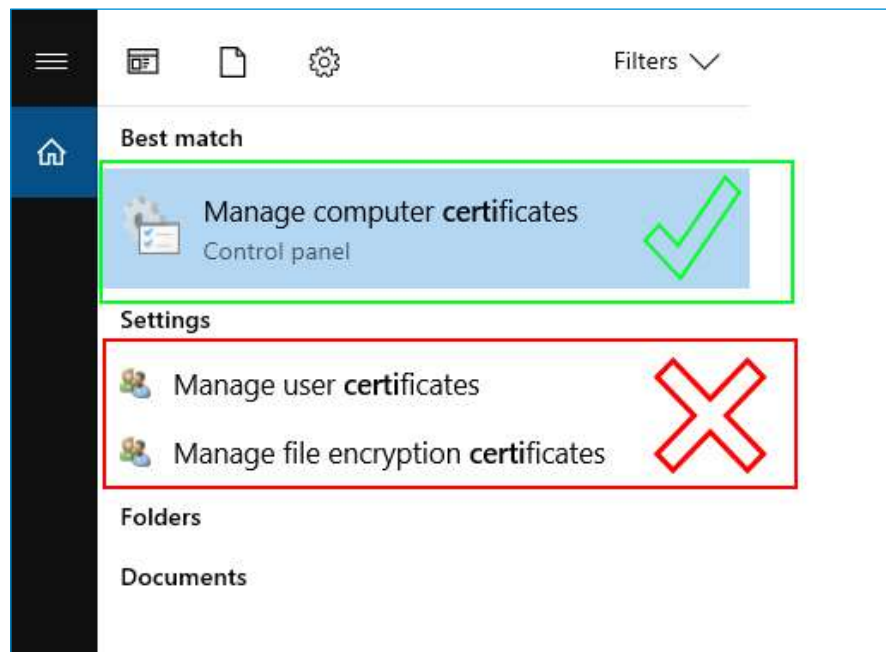 Filters
Best match
Manage computer certificates
Control panel
Settings
Manage user certificates
Manage file encryption certificates
Folders
Documents